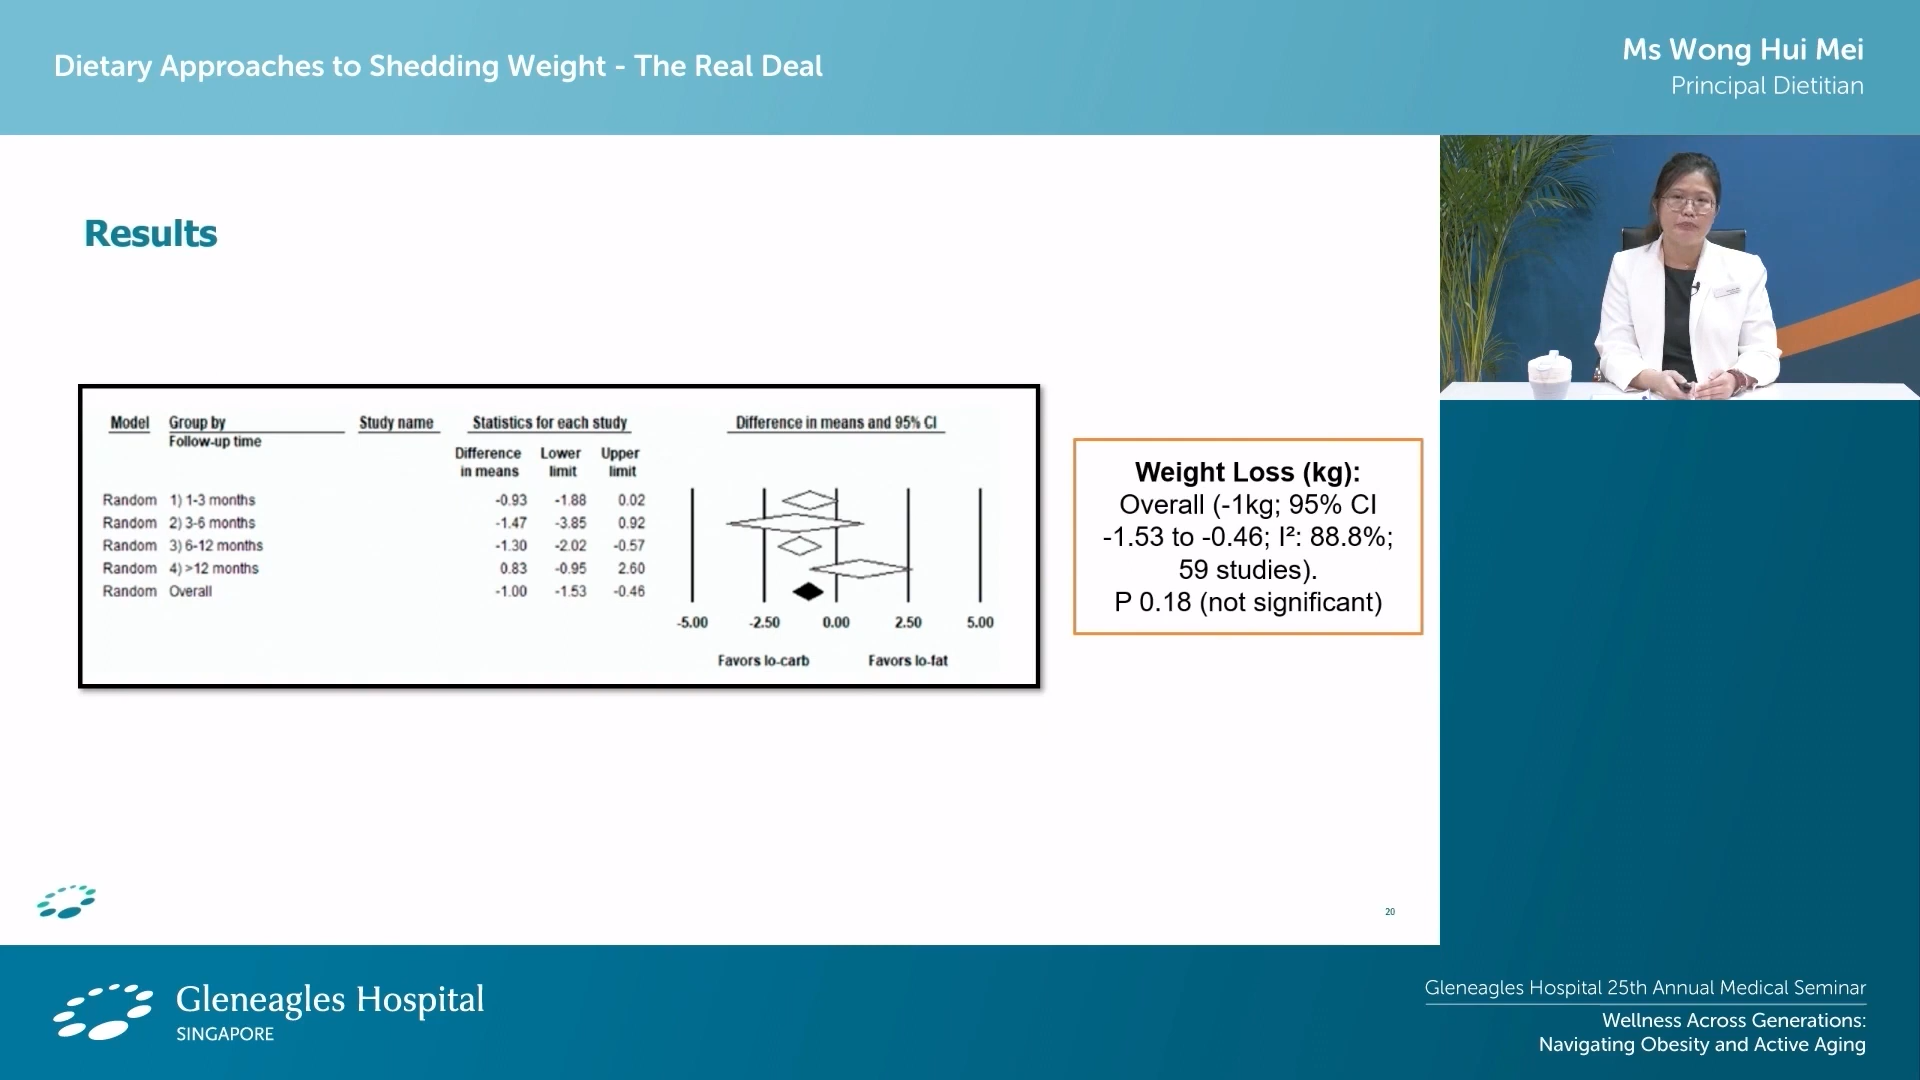 Dietary Approaches to Shedding Weight - The Real Deal
Ms Wong Hui Mei
Principal Dietitian
Results
Model Group by Study name Statistics for each study Difference in means and 95% CI
Follow-up time
Difference Lower Upper
in means limit limit
Random 1) 1-3 months -0.93 -1.88 0.02
Random 2) 3-6 months -1.47 -3.85 0.92
Random 3) 6-12 months -1.30 -2.02 -0.57
Random 4) >12 months 0.83 -0.95 2.60
Random Overall -1.00 -1.53 -0.46
-5.00 -2.50 0.00 2.50 5.00
Favors lo-carb Favors lo-fat
Weight Loss (kg):
Overall (-1kg; 95% CI
-1.53 to -0.46; I²: 88.8%;
59 studies).
P 0.18 (not significant)
20
Gleneagles Hospital
SINGAPORE
Gleneagles Hospital 25th Annual Medical Seminar
Wellness Across Generations:
Navigating Obesity and Active Aging